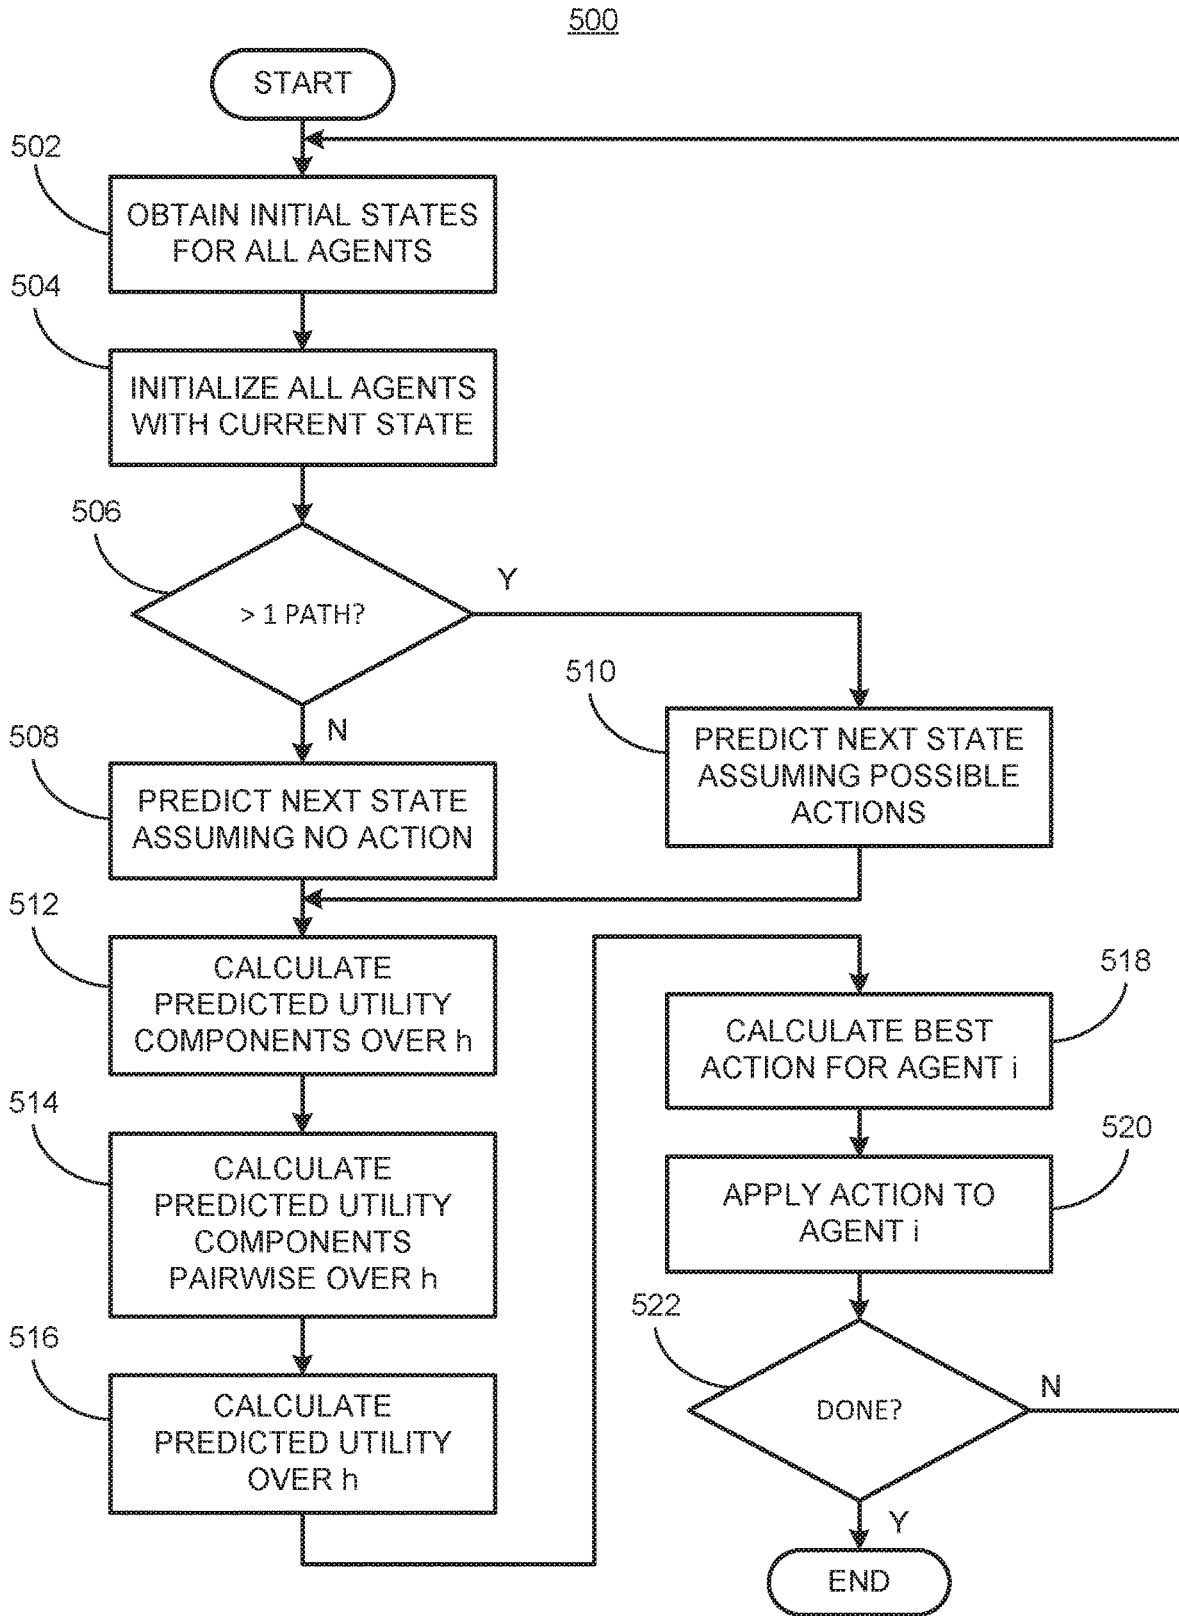 500
START
502
OBTAIN INITIAL STATES
FOR ALL AGENTS
504
INITIALIZE ALL AGENTS
WITH CURRENT STATE
506
> 1 PATH?
Y
N
510
PREDICT NEXT STATE
ASSUMING POSSIBLE
ACTIONS
508
PREDICT NEXT STATE
ASSUMING NO ACTION
512
CALCULATE
PREDICTED UTILITY
COMPONENTS OVER h
514
CALCULATE
PREDICTED UTILITY
COMPONENTS
PAIRWISE OVER h
516
CALCULATE
PREDICTED UTILITY
OVER h
518
CALCULATE BEST
ACTION FOR AGENT i
520
APPLY ACTION TO
AGENT i
522
DONE?
N
Y
END